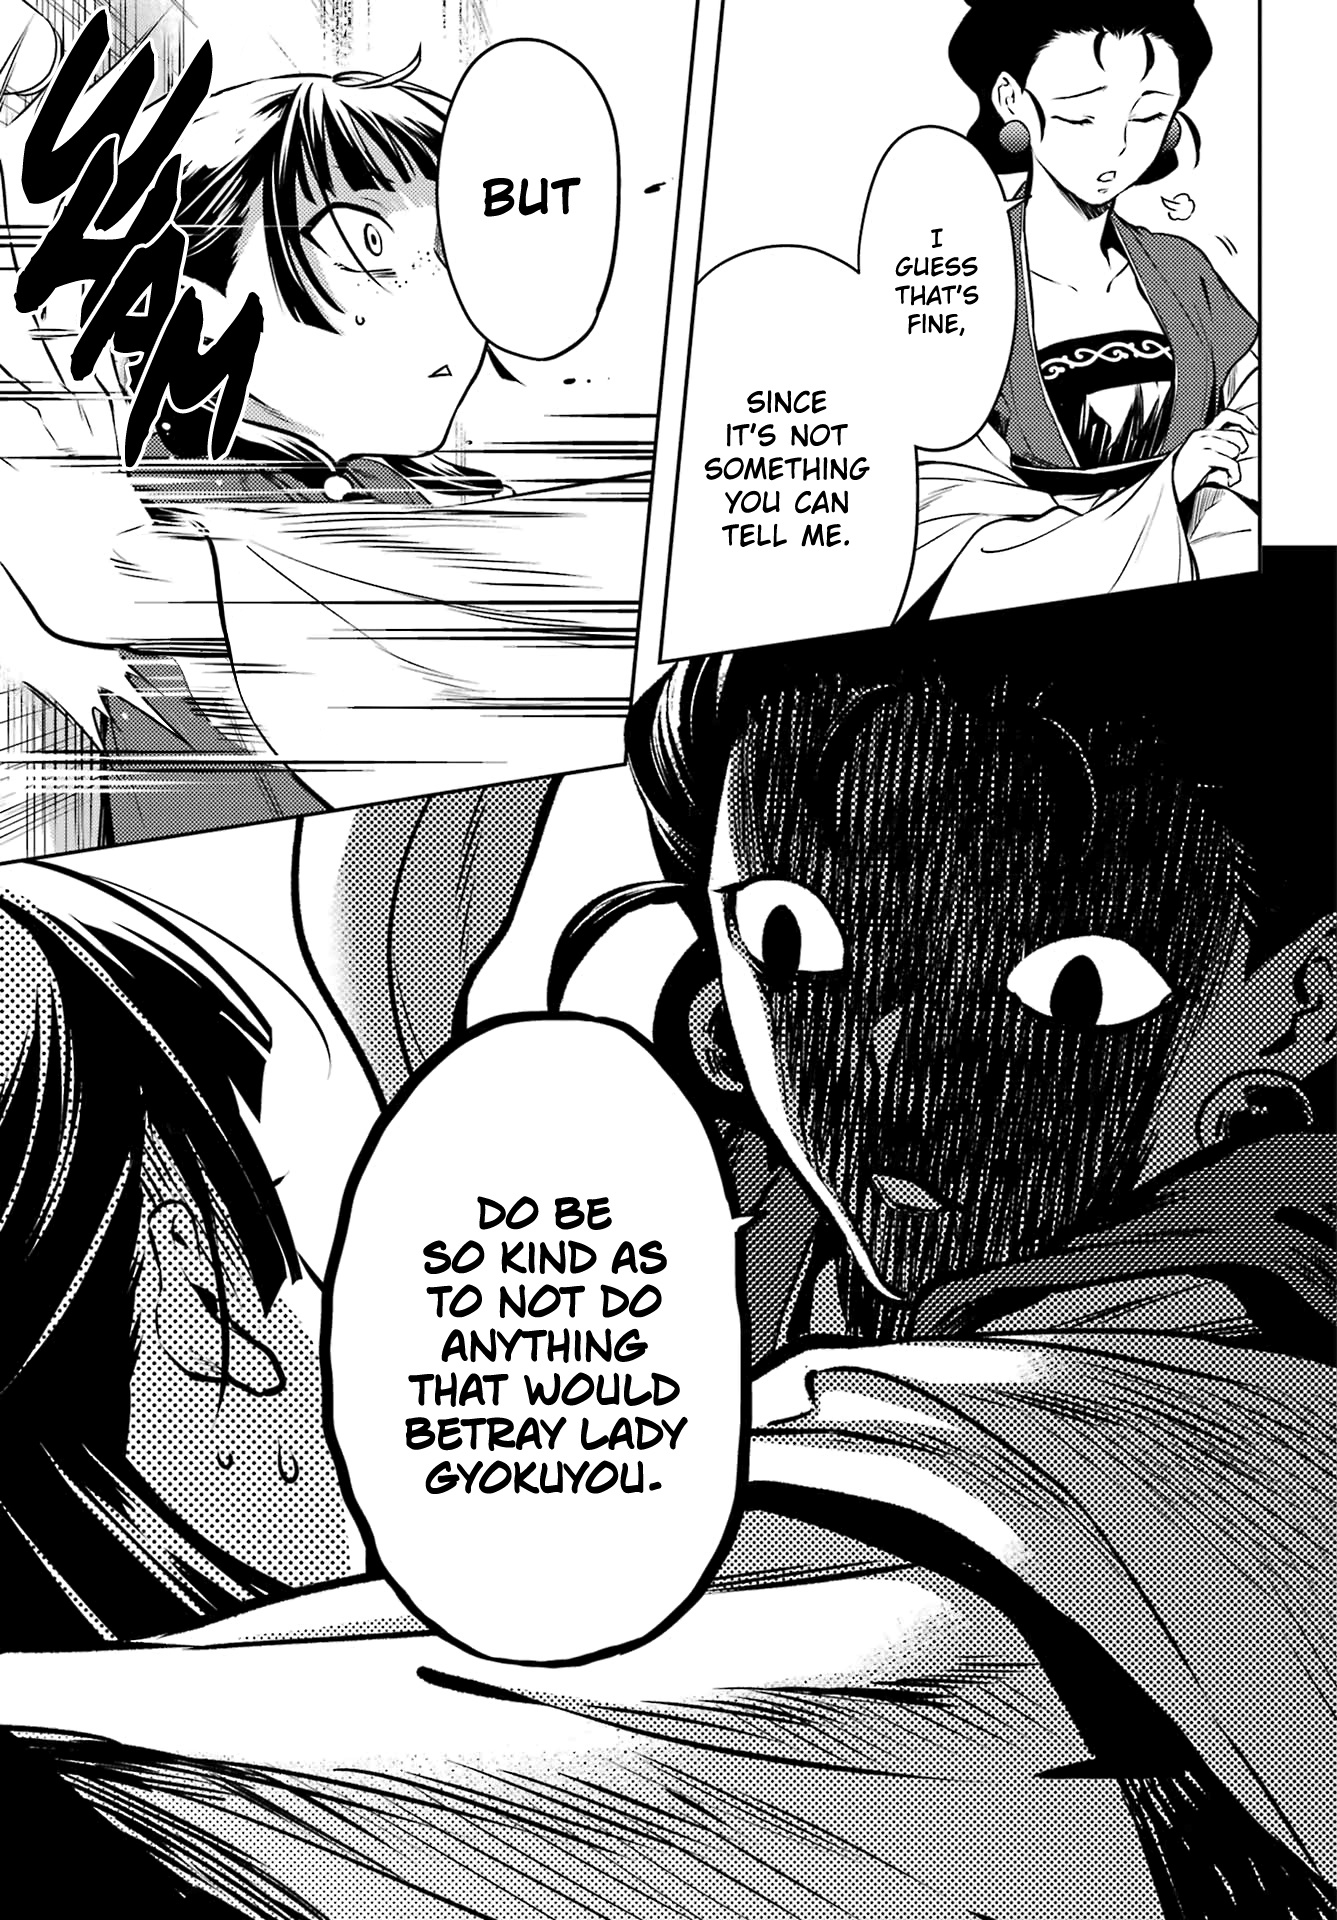 I
GUESS
THAT'S
FINE,
SINCE
IT'S NOT
SOMETHING
YOU CAN
TELL ME.
BUT
WHAM
DO BE
SO KIND AS
TO NOT DO
ANYTHING
THAT WOULD
BETRAY LADY
GYOKUYOU.